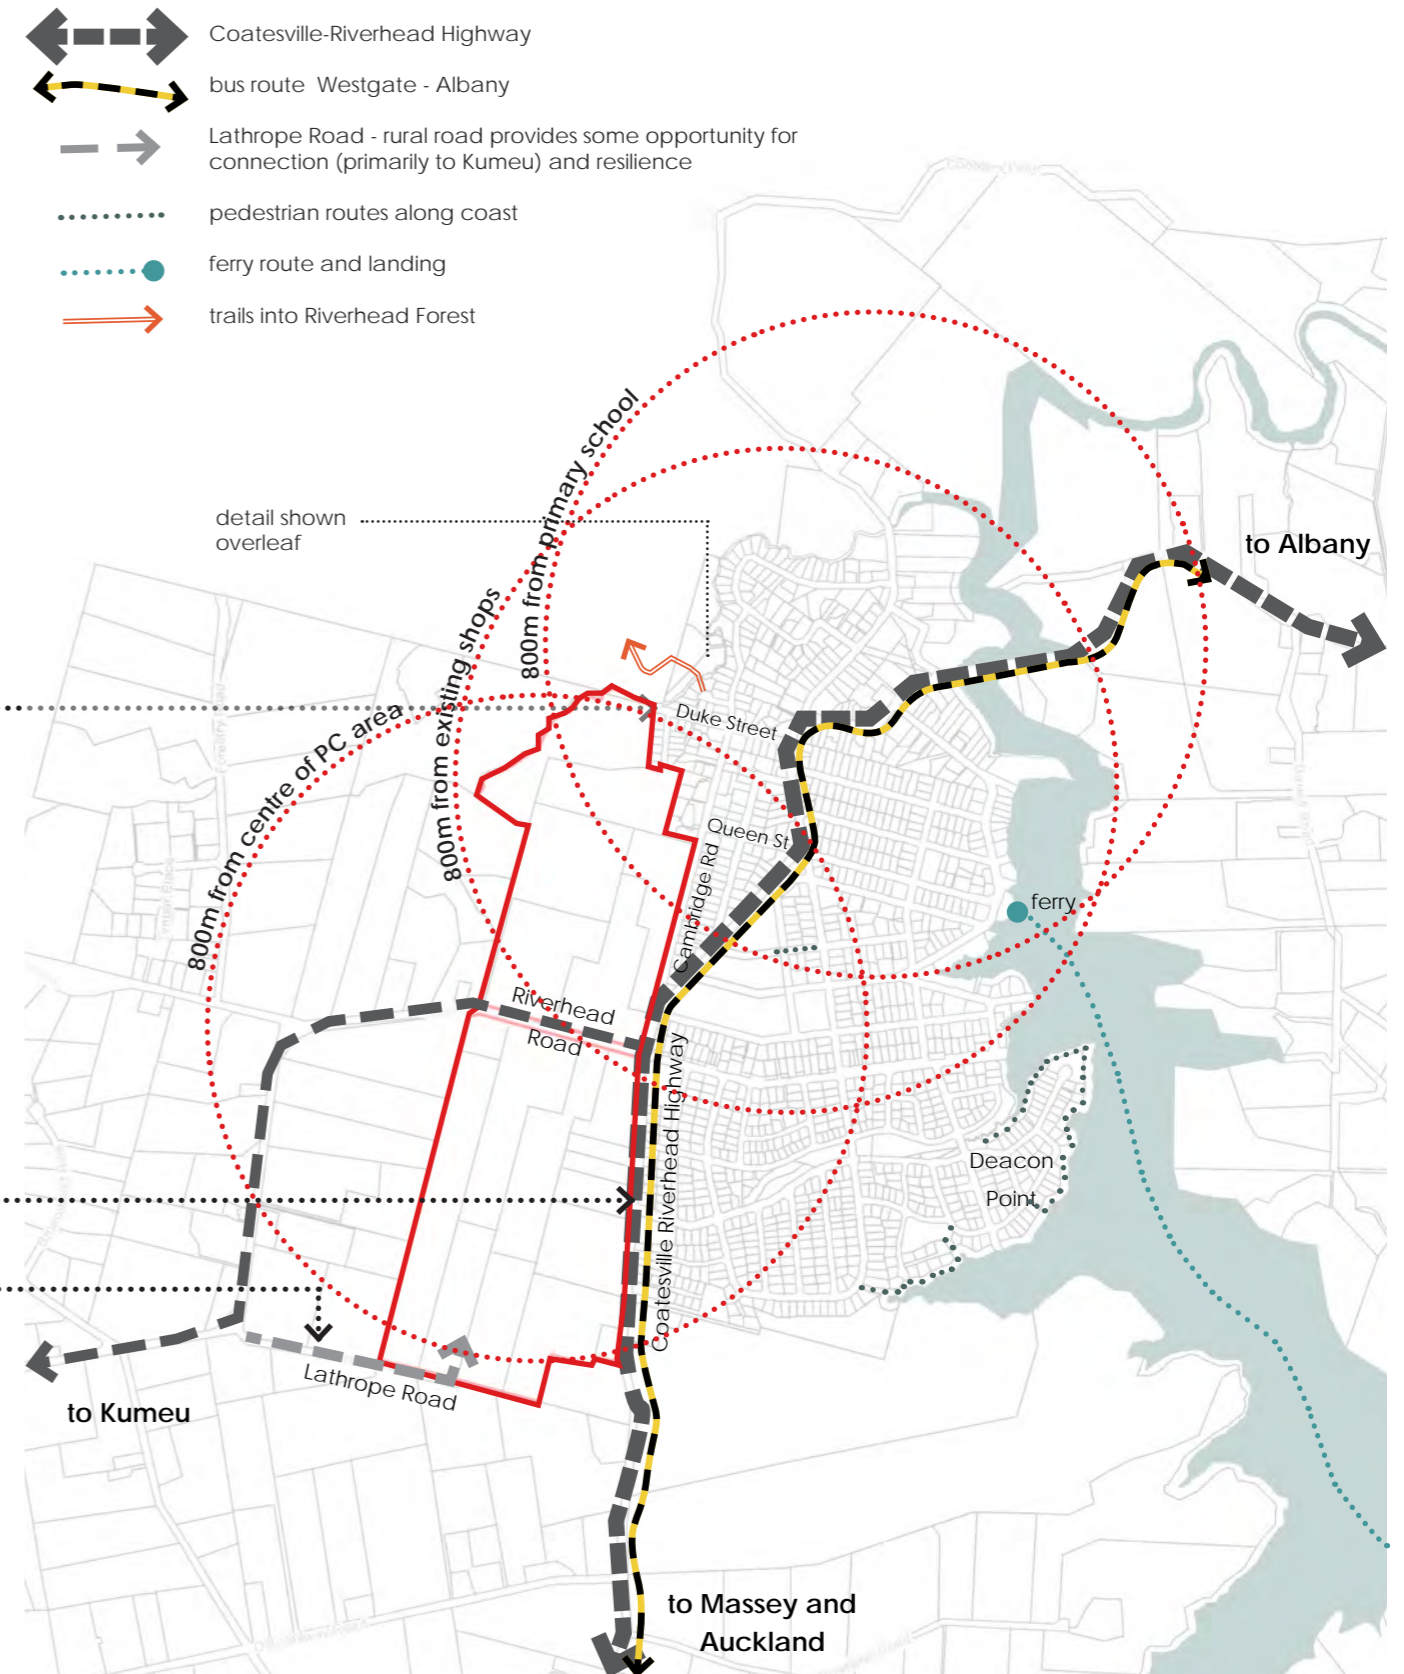 Coatesville-Riverhead Highway
bus route Westgate - Albany
Lathrope Road - rural road provides some opportunity for
connection (primarily to Kumeu) and resilience
pedestrian routes along coast
ferry route and landing
trails into Riverhead Forest
800m from primary school
detail shown
overleaf
to Albany
800m from existing shops
800m from centre of PC area
Duke Street
Queen St
Cambridge Rd
ferry
Riverhead
Road
Coatesville Riverhead Highway
Deacon
Point
Lathrope Road
to Kumeu
to Massey and
Auckland